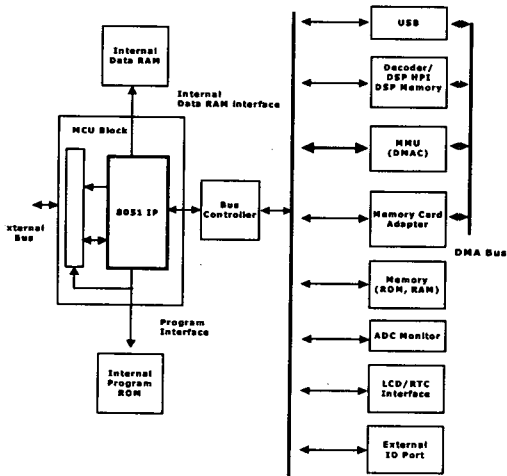 Internal
Data RAM
Internal
Data RAM interface
MCU Block
8051 IP
xternal
Bus
Bus
Controller
Program
Interface
Internal
Program
ROM
USB
Decoder/
DSP HPI
DSP Memory
MMU
(DMAC)
Memory Card
Adapter
DMA Bus
Memory
(ROM, RAM)
ADC Monitor
LCD/RTC
Interface
External
IO Port